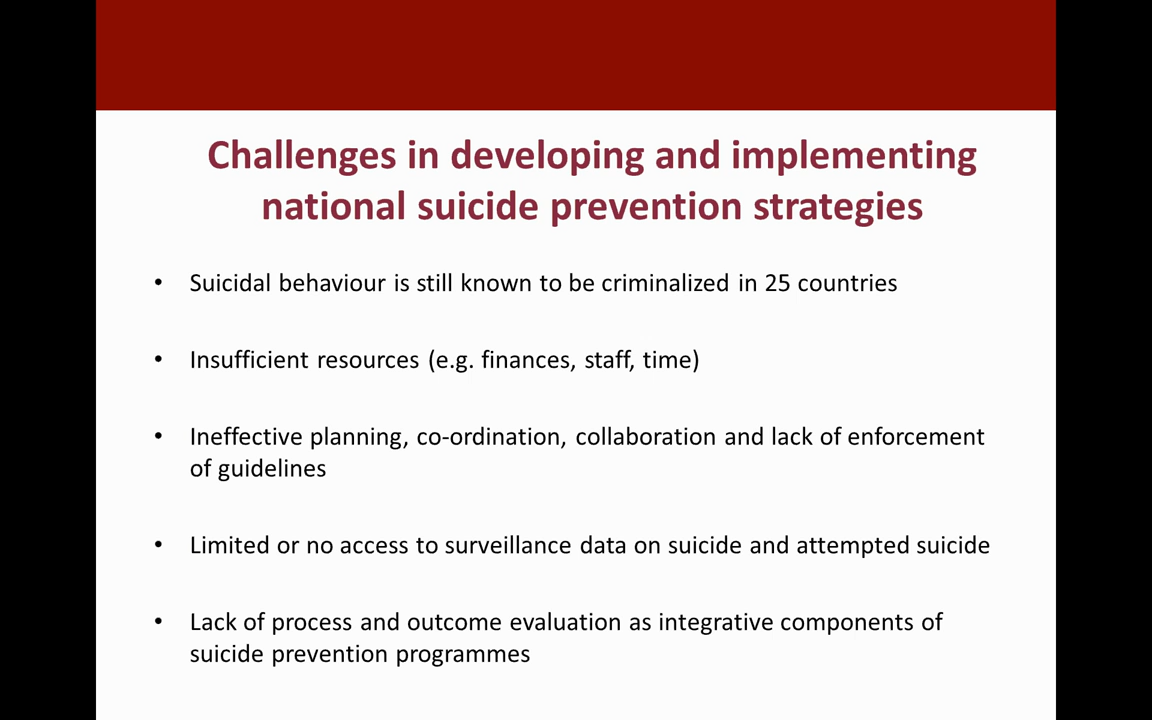 Challenges in developing and implementing
national suicide prevention strategies
• Suicidal behaviour is still known to be criminalized in 25 countries
• Insufficient resources (e.g. finances, staff, time)
• Ineffective planning, co-ordination, collaboration and lack of enforcement
of guidelines
• Limited or no access to surveillance data on suicide and attempted suicide
• Lack of process and outcome evaluation as integrative components of
suicide prevention programmes